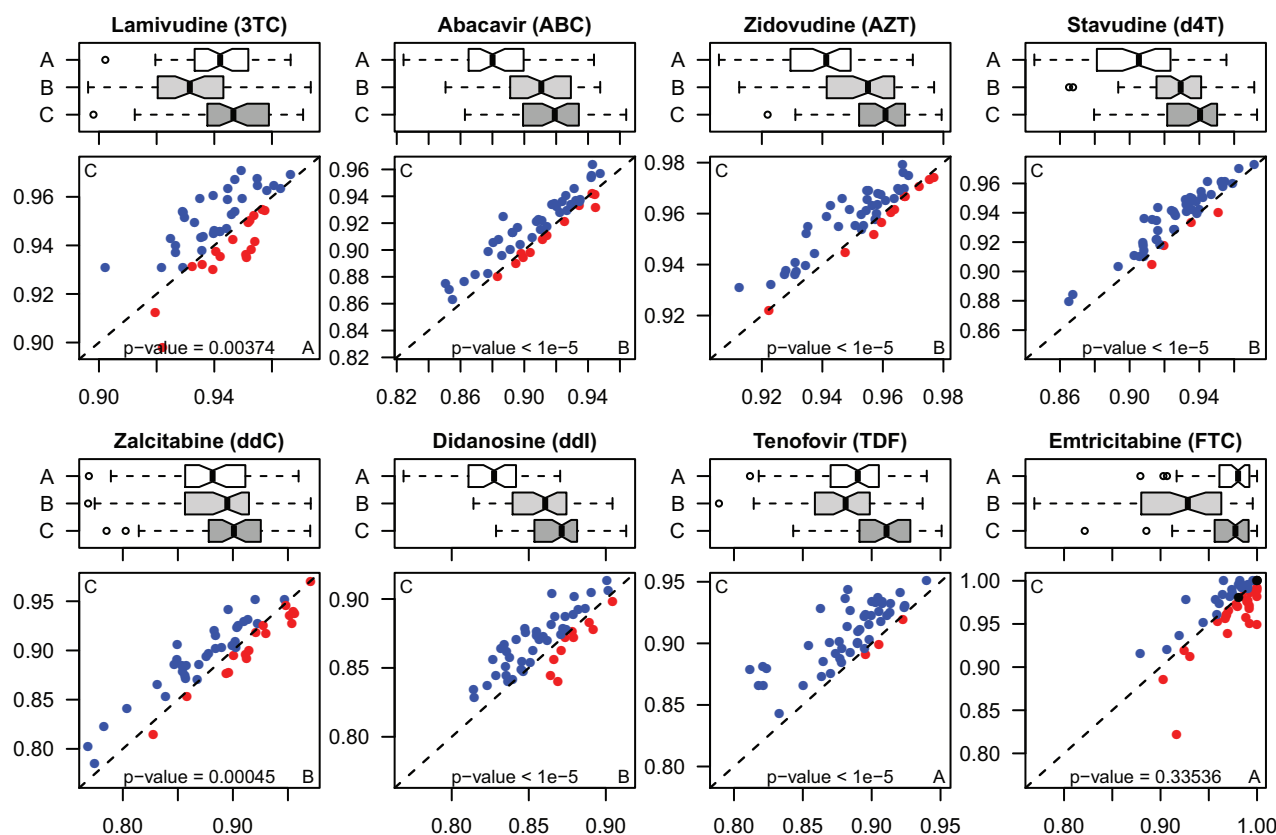 Lamivudine (3TC)
Abacavir (ABC)
Zidovudine (AZT)
Stavudine (d4T)
A
B
C
A
B
C
A
B
C
A
B
C
C
0.96
0.94
0.92
0.90
p−value = 0.00374 A
0.90 0.94
C
0.96
0.94
0.92
0.90
0.88
0.86
0.84
0.82
p−value < 1e−5 B
0.82 0.86 0.90 0.94
C
0.98
0.96
0.94
0.92
p−value < 1e−5 B
0.92 0.94 0.96 0.98
C
0.96
0.94
0.92
0.90
0.88
0.86
p−value < 1e−5 B
0.86 0.90 0.94
Zalcitabine (ddC)
Didanosine (ddI)
Tenofovir (TDF)
Emtricitabine (FTC)
A
B
C
A
B
C
A
B
C
A
B
C
C
0.95
0.90
0.85
0.80
p−value = 0.00045 B
0.80 0.90
C
0.90
0.85
0.80
p−value < 1e−5 B
0.80 0.85 0.90
C
0.95
0.90
0.85
0.80
p−value < 1e−5 A
0.80 0.85 0.90 0.95
C
1.00
0.95
0.90
0.85
0.80
p−value = 0.33536 A
0.80 0.90 1.00